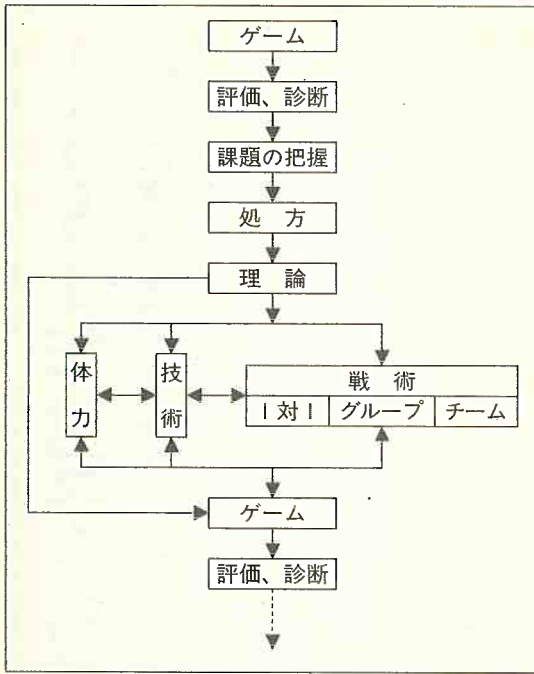 ゲーム
評価、診断
課題の把握
処 方
理 論
体力
技術
戦 術
1対1 グループ チーム
ゲーム
評価、診断